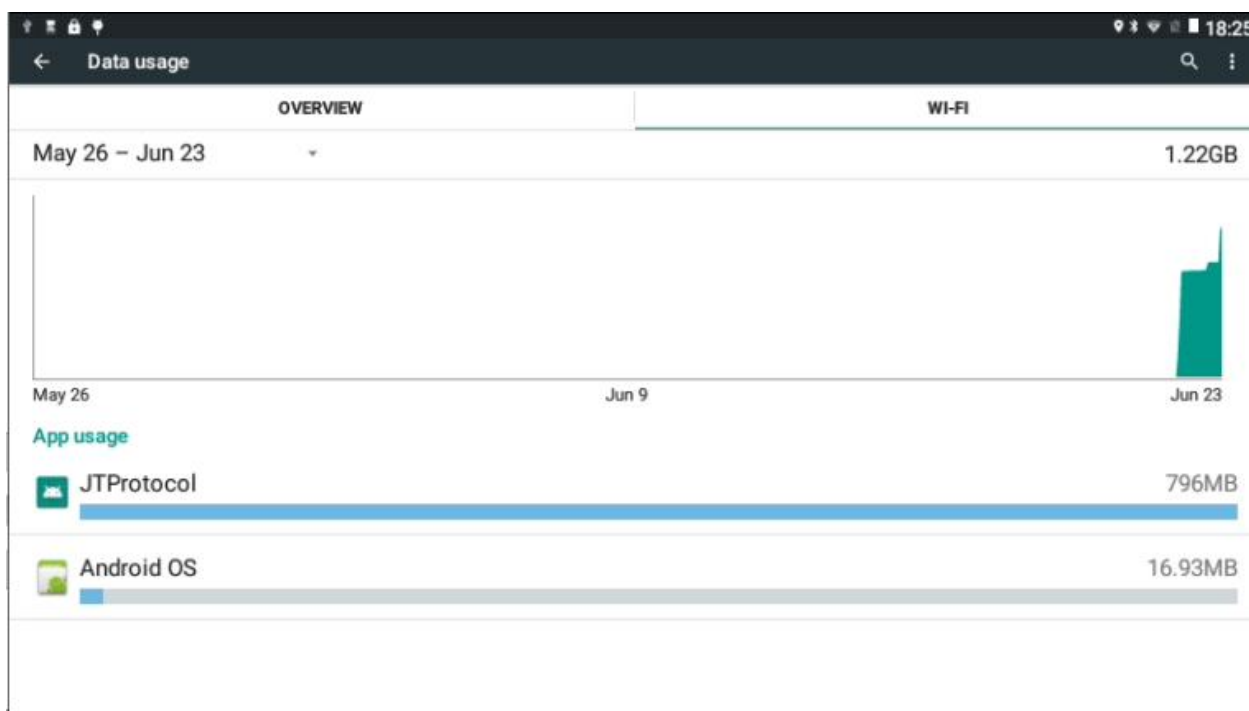 18:25
Data usage
OVERVIEW WI-FI
May 26 – Jun 23 1.22GB
May 26 Jun 9 Jun 23
App usage
JTProtocol 796MB
Android OS 16.93MB